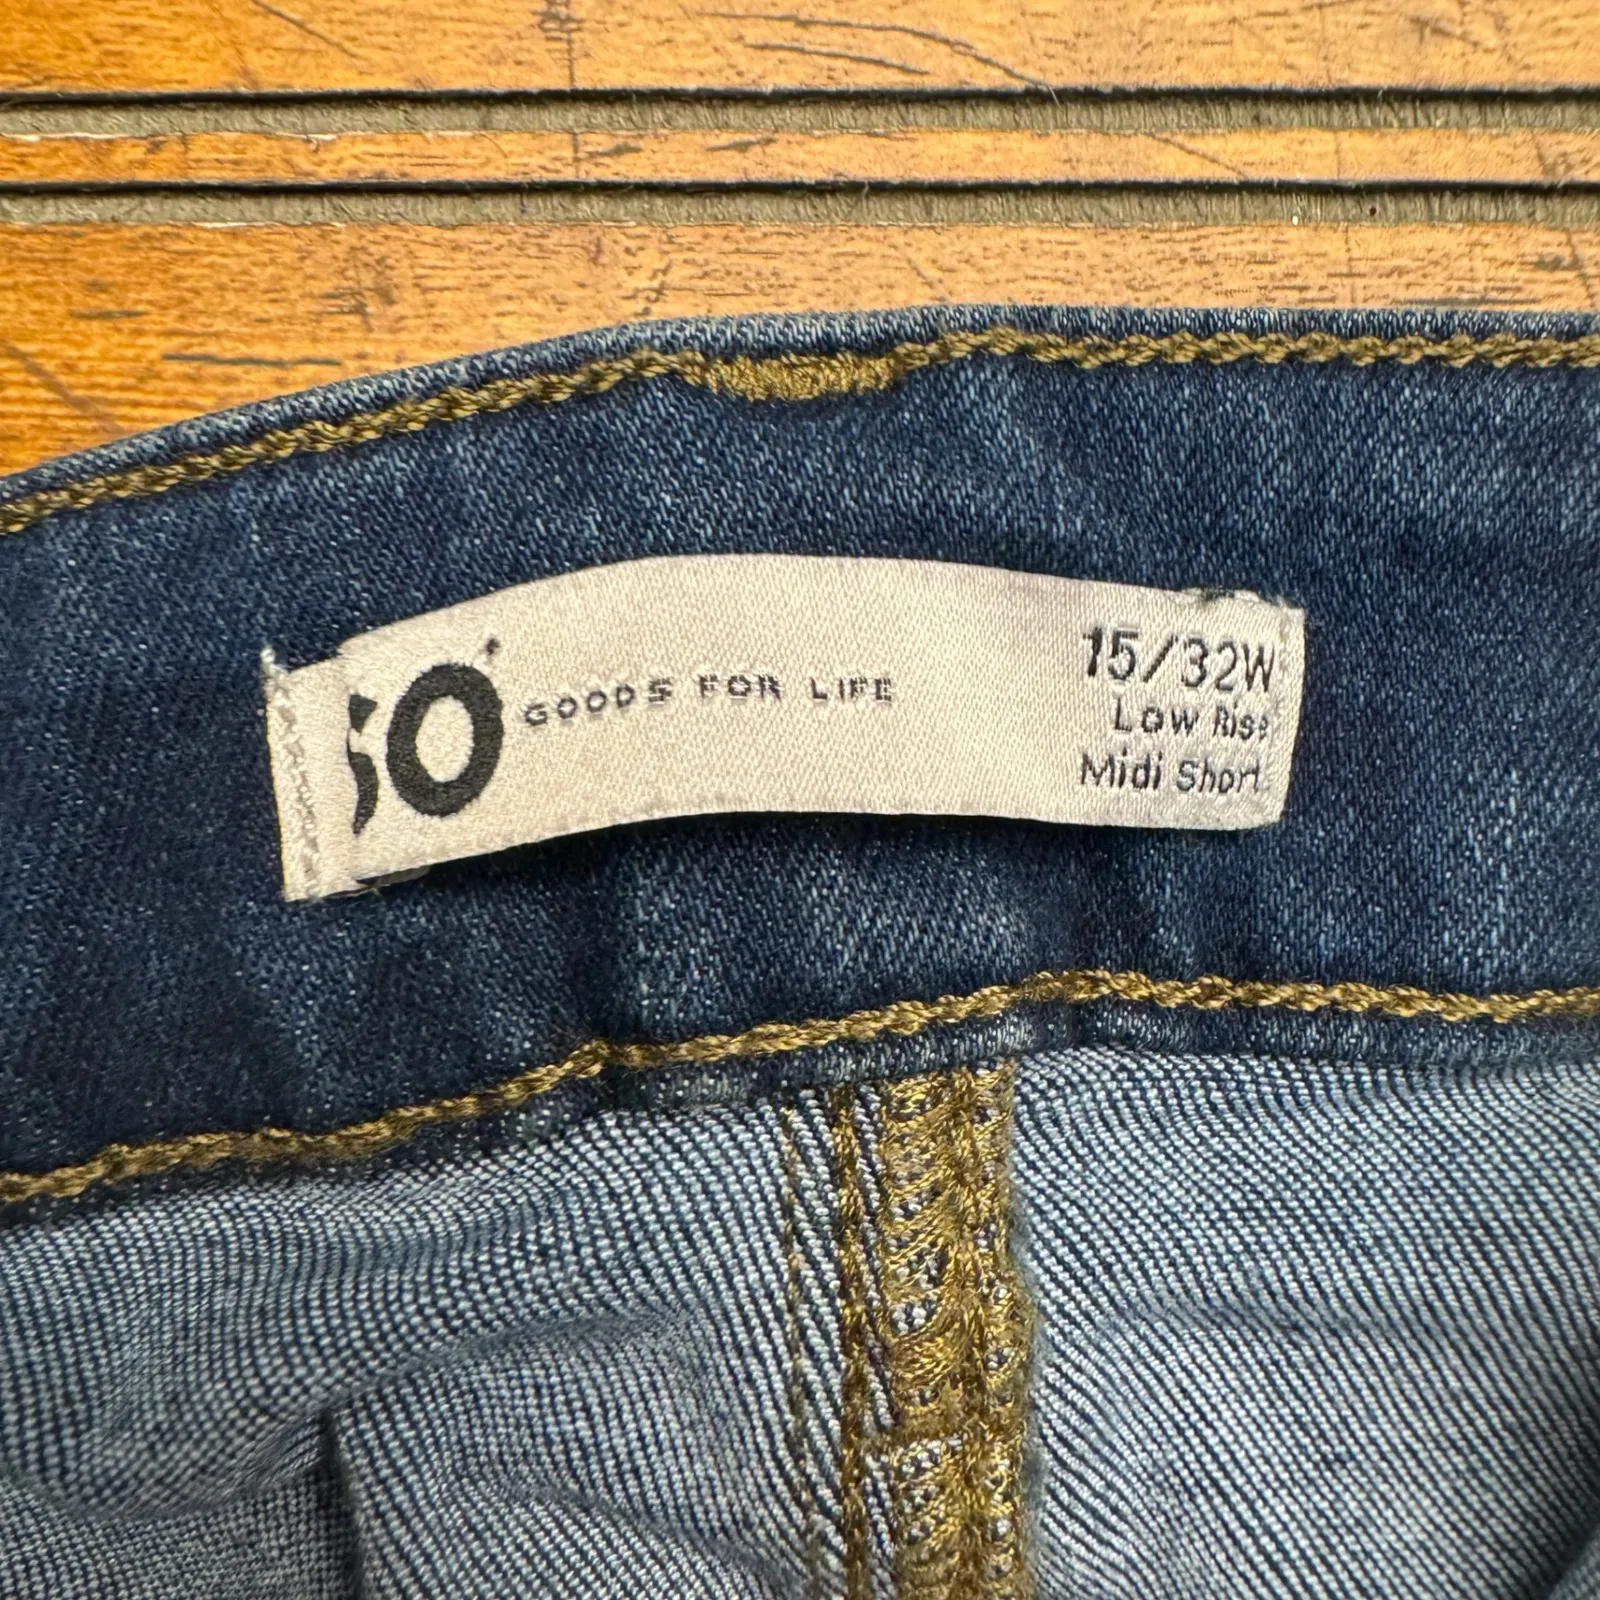 SO GOODS FOR LIFE
15/32W
Low Rise
Midi Short